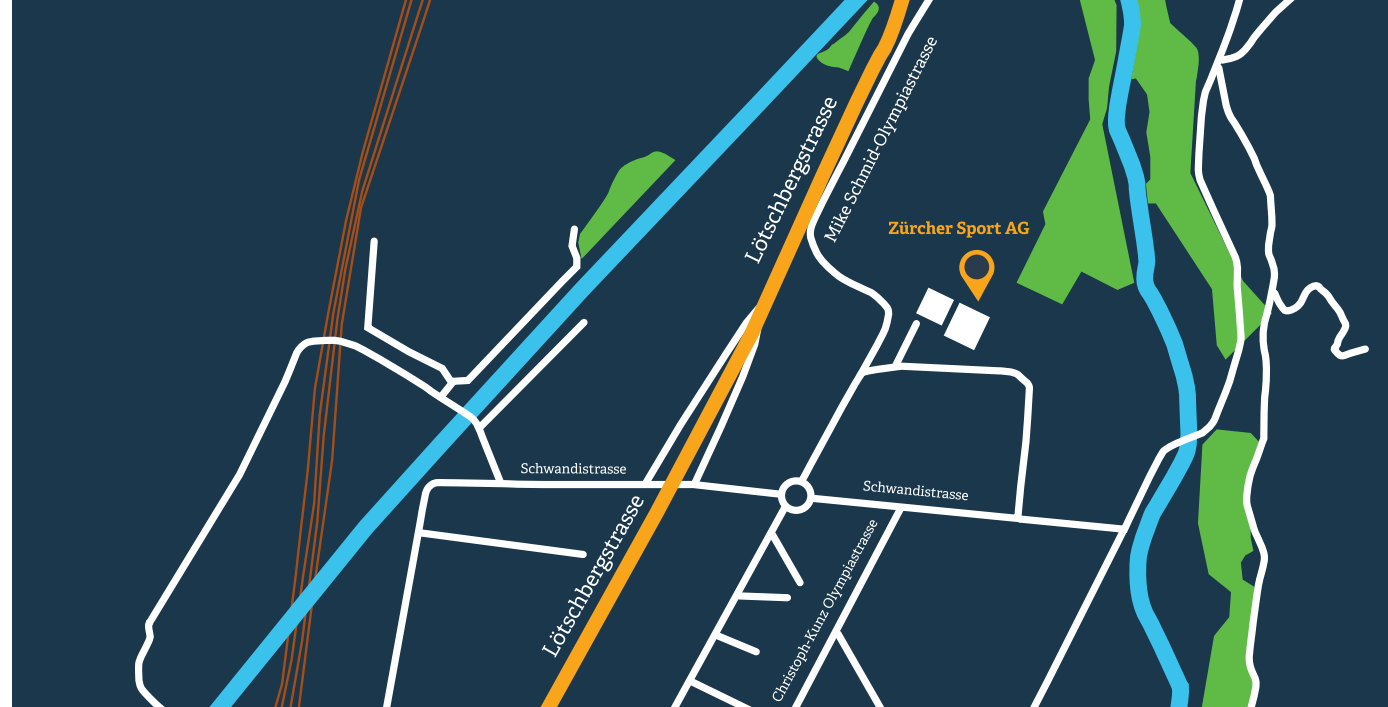 Lötschbergstrasse
Mike Schmid-Olympiastrasse
Zürcher Sport AG
Schwandistrasse
Schwandistrasse
Lötschbergstrasse
Christoph-Kunz Olympiastrasse